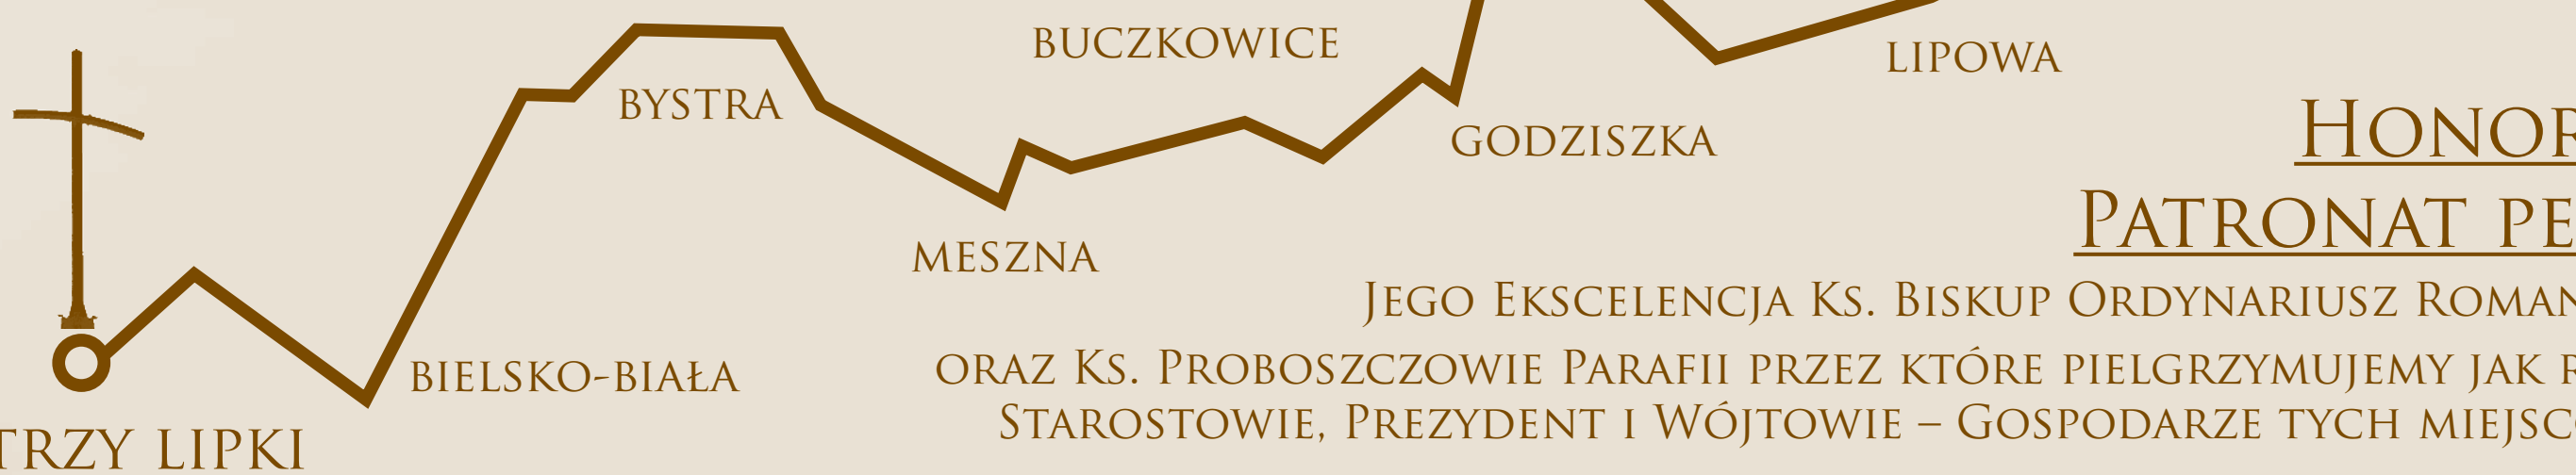 BUCZKOWICE
LIPOWA
BYSTRA
GODZISZKA
MESZNA
BIELSKO-BIAŁA
TRZY LIPKI
HONOR
PATRONAT PE
JEGO EKSCELENCJA KS. BISKUP ORDYNARIUSZ ROMAN
ORAZ KS. PROBOSZCZOWIE PARAFII PRZEZ KTÓRE PIELGRZYMUJEMY JAK R
STAROSTOWIE, PREZYDENT I WÓJTOWIE – GOSPODARZE TYCH MIEJSC